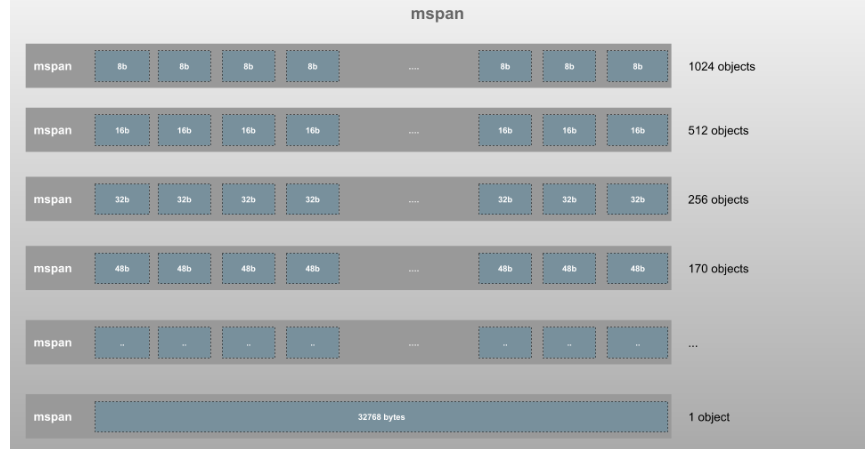 mspan
mspan 8b 8b 8b 8b .... 8b 8b 8b 1024 objects
mspan 16b 16b 16b 16b .... 16b 16b 16b 512 objects
mspan 32b 32b 32b 32b .... 32b 32b 32b 256 objects
mspan 48b 48b 48b 48b .... 48b 48b 48b 170 objects
mspan .. .. .. .. .... .. .. .. ...
mspan 32768 bytes 1 object